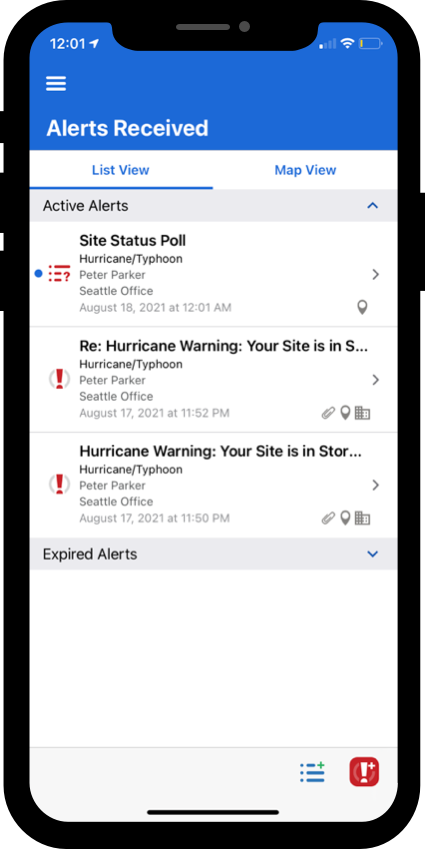 12:01
Alerts Received
List View Map View
Active Alerts
Site Status Poll
Hurricane/Typhoon
Peter Parker
Seattle Office
August 18, 2021 at 12:01 AM
Re: Hurricane Warning: Your Site is in S...
Hurricane/Typhoon
Peter Parker
Seattle Office
August 17, 2021 at 11:52 PM
Hurricane Warning: Your Site is in Stor...
Hurricane/Typhoon
Peter Parker
Seattle Office
August 17, 2021 at 11:50 PM
Expired Alerts